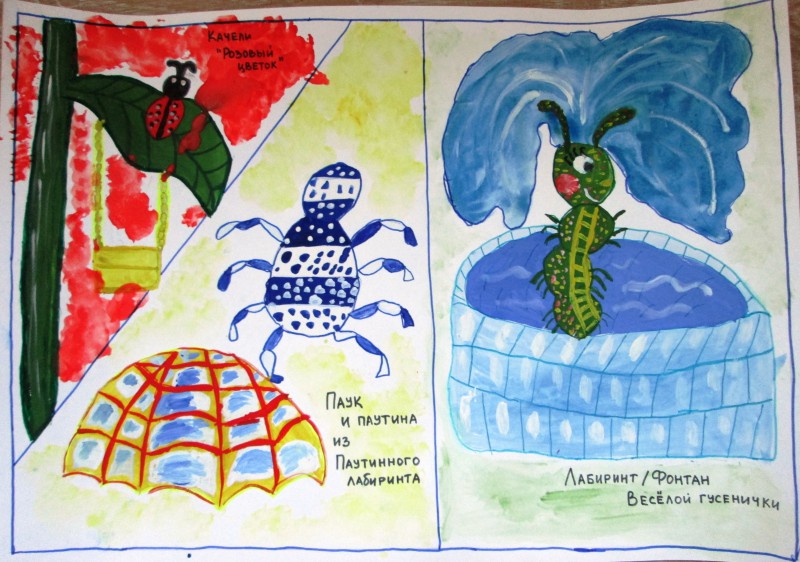 Качели
"Розовый
цветок"
Паук
и паутина
из
Паутинного
лабиринта
Лабиринт/Фонтан
Весёлой гусенички